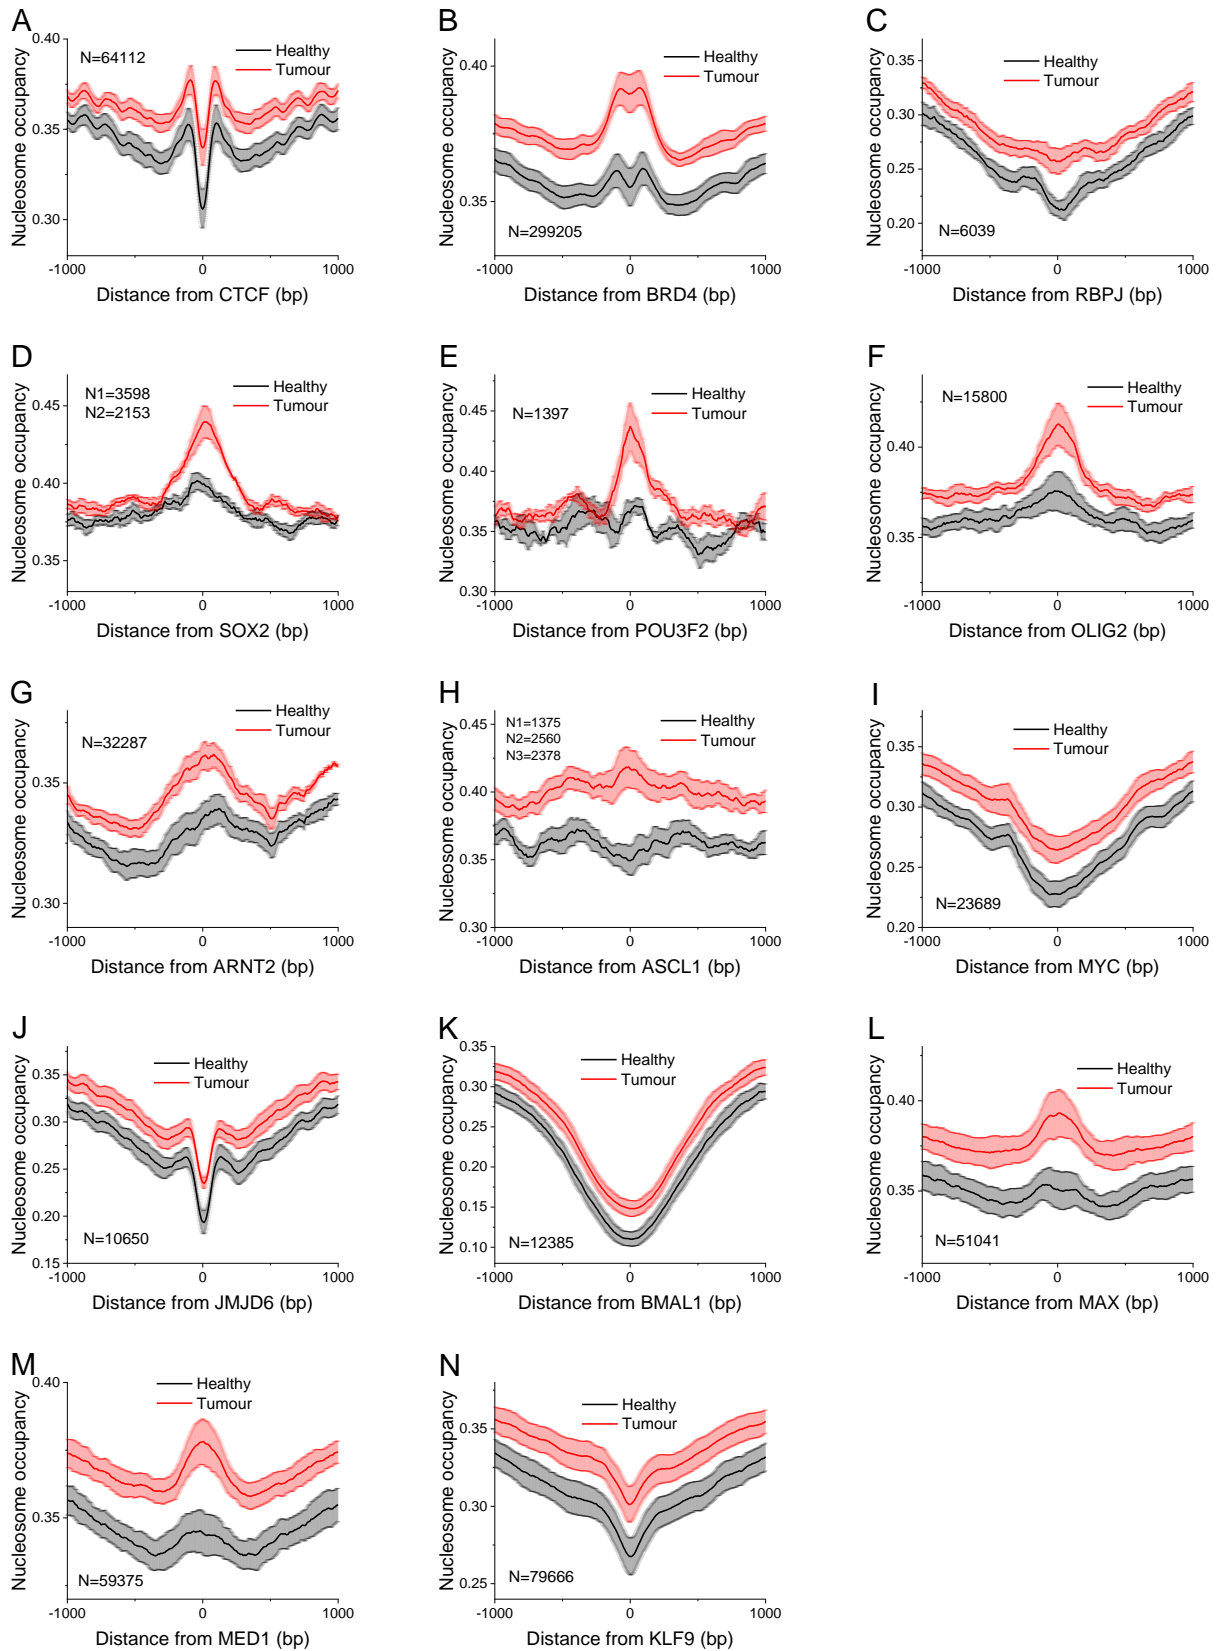 A
Nucleosome occupancy
0.40
0.35
0.30
N=64112
Healthy
Tumour
-1000 0 1000
Distance from CTCF (bp)
B
Nucleosome occupancy
0.40
0.35
N=299205
Healthy
Tumour
-1000 0 1000
Distance from BRD4 (bp)
C
Nucleosome occupancy
0.35
0.30
0.25
0.20
N=6039
Healthy
Tumour
-1000 0 1000
Distance from RBPJ (bp)
D
Nucleosome occupancy
0.45
0.40
0.35
N1=3598
N2=2153
Healthy
Tumour
-1000 0 1000
Distance from SOX2 (bp)
E
Nucleosome occupancy
0.45
0.40
0.35
0.30
N=1397
Healthy
Tumour
-1000 0 1000
Distance from POU3F2 (bp)
F
Nucleosome occupancy
0.45
0.40
0.35
N=15800
Healthy
Tumour
-1000 0 1000
Distance from OLIG2 (bp)
G
Nucleosome occupancy
0.35
0.30
N=32287
Healthy
Tumour
-1000 0 1000
Distance from ARNT2 (bp)
H
Nucleosome occupancy
0.45
0.40
0.35
0.30
N1=1375
N2=2560
N3=2378
Healthy
Tumour
-1000 0 1000
Distance from ASCL1 (bp)
I
Nucleosome occupancy
0.35
0.30
0.25
0.20
N=23689
Healthy
Tumour
-1000 0 1000
Distance from MYC (bp)
J
Nucleosome occupancy
0.35
0.30
0.25
0.20
0.15
N=10650
Healthy
Tumour
-1000 0 1000
Distance from JMJD6 (bp)
K
Nucleosome occupancy
0.35
0.30
0.25
0.20
0.15
0.10
N=12385
Healthy
Tumour
-1000 0 1000
Distance from BMAL1 (bp)
L
Nucleosome occupancy
0.40
0.35
N=51041
Healthy
Tumour
-1000 0 1000
Distance from MAX (bp)
M
Nucleosome occupancy
0.40
0.35
N=59375
Healthy
Tumour
-1000 0 1000
Distance from MED1 (bp)
N
Nucleosome occupancy
0.35
0.30
0.25
N=79666
Healthy
Tumour
-1000 0 1000
Distance from KLF9 (bp)